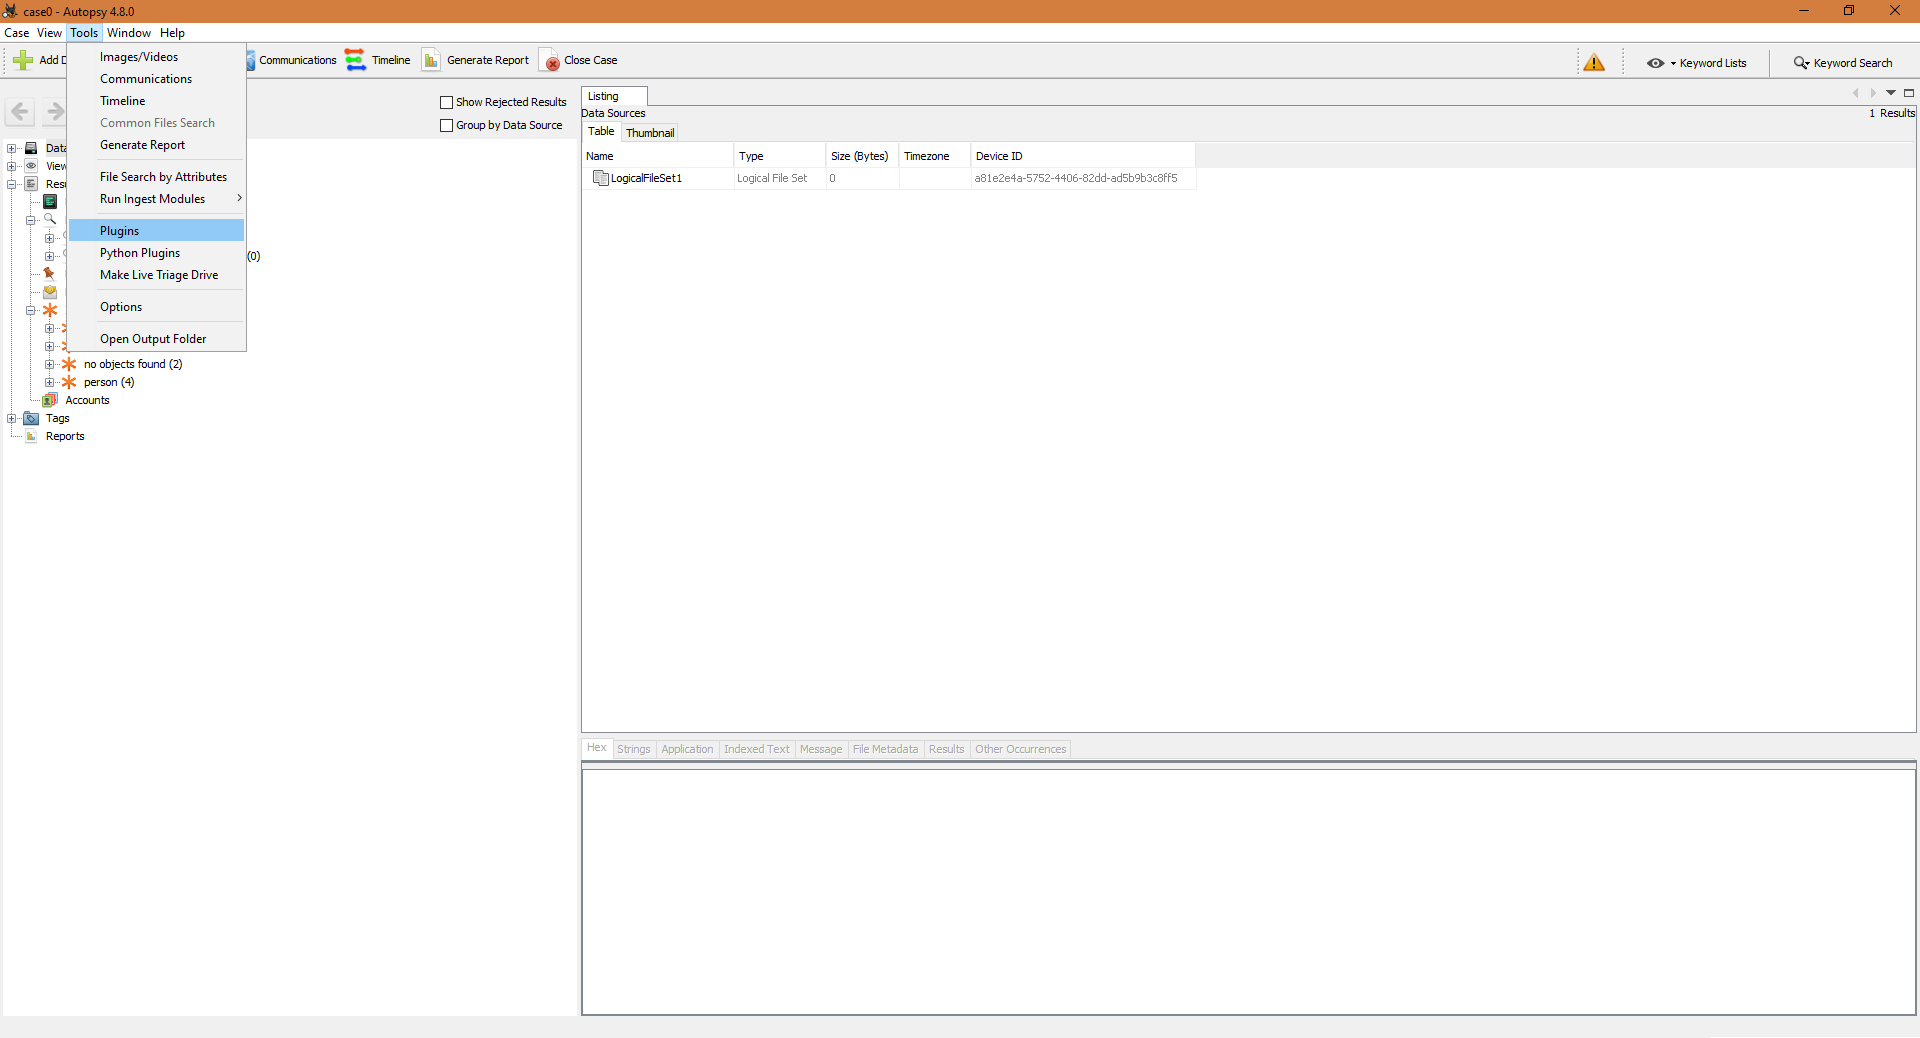 case0 - Autopsy 4.8.0
Case View Tools Window Help
Add D Communications Timeline Generate Report Close Case Keyword Lists Keyword Search
Images/Videos
Communications
Timeline
Common Files Search
Generate Report
File Search by Attributes
Run Ingest Modules
Plugins
Python Plugins
Make Live Triage Drive
Options
Open Output Folder
Show Rejected Results
Group by Data Source
Data
View
Resu
(0)
no objects found (2)
person (4)
Accounts
Tags
Reports
Listing
Data Sources
1 Results
Table Thumbnail
Name Type Size (Bytes) Timezone Device ID
LogicalFileSet1 Logical File Set 0 a81e2e4a-5752-4406-82dd-ad5b9b3c8ff5
Hex Strings Application Indexed Text Message File Metadata Results Other Occurrences